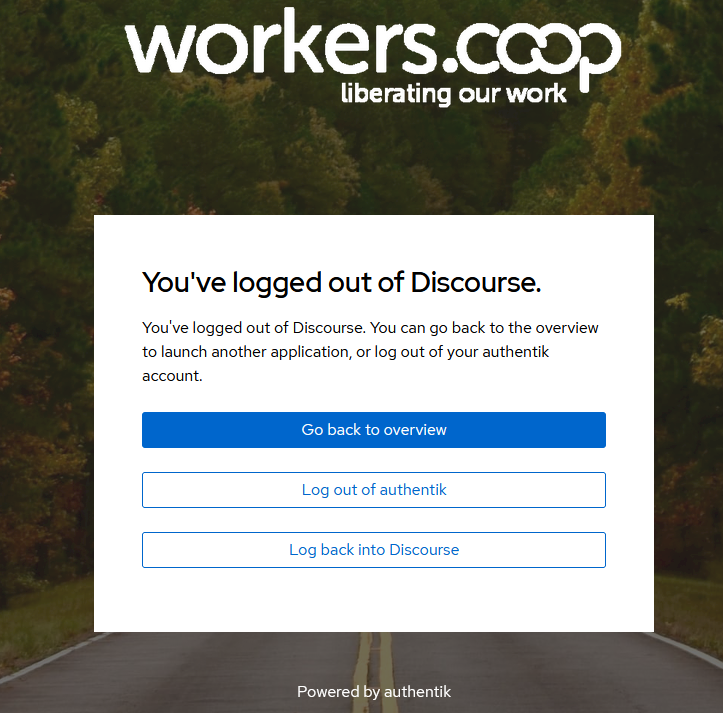 workers.coop
liberating our work
You've logged out of Discourse.
You've logged out of Discourse. You can go back to the overview
to launch another application, or log out of your authentik
account.
Go back to overview
Log out of authentik
Log back into Discourse
Powered by authentik